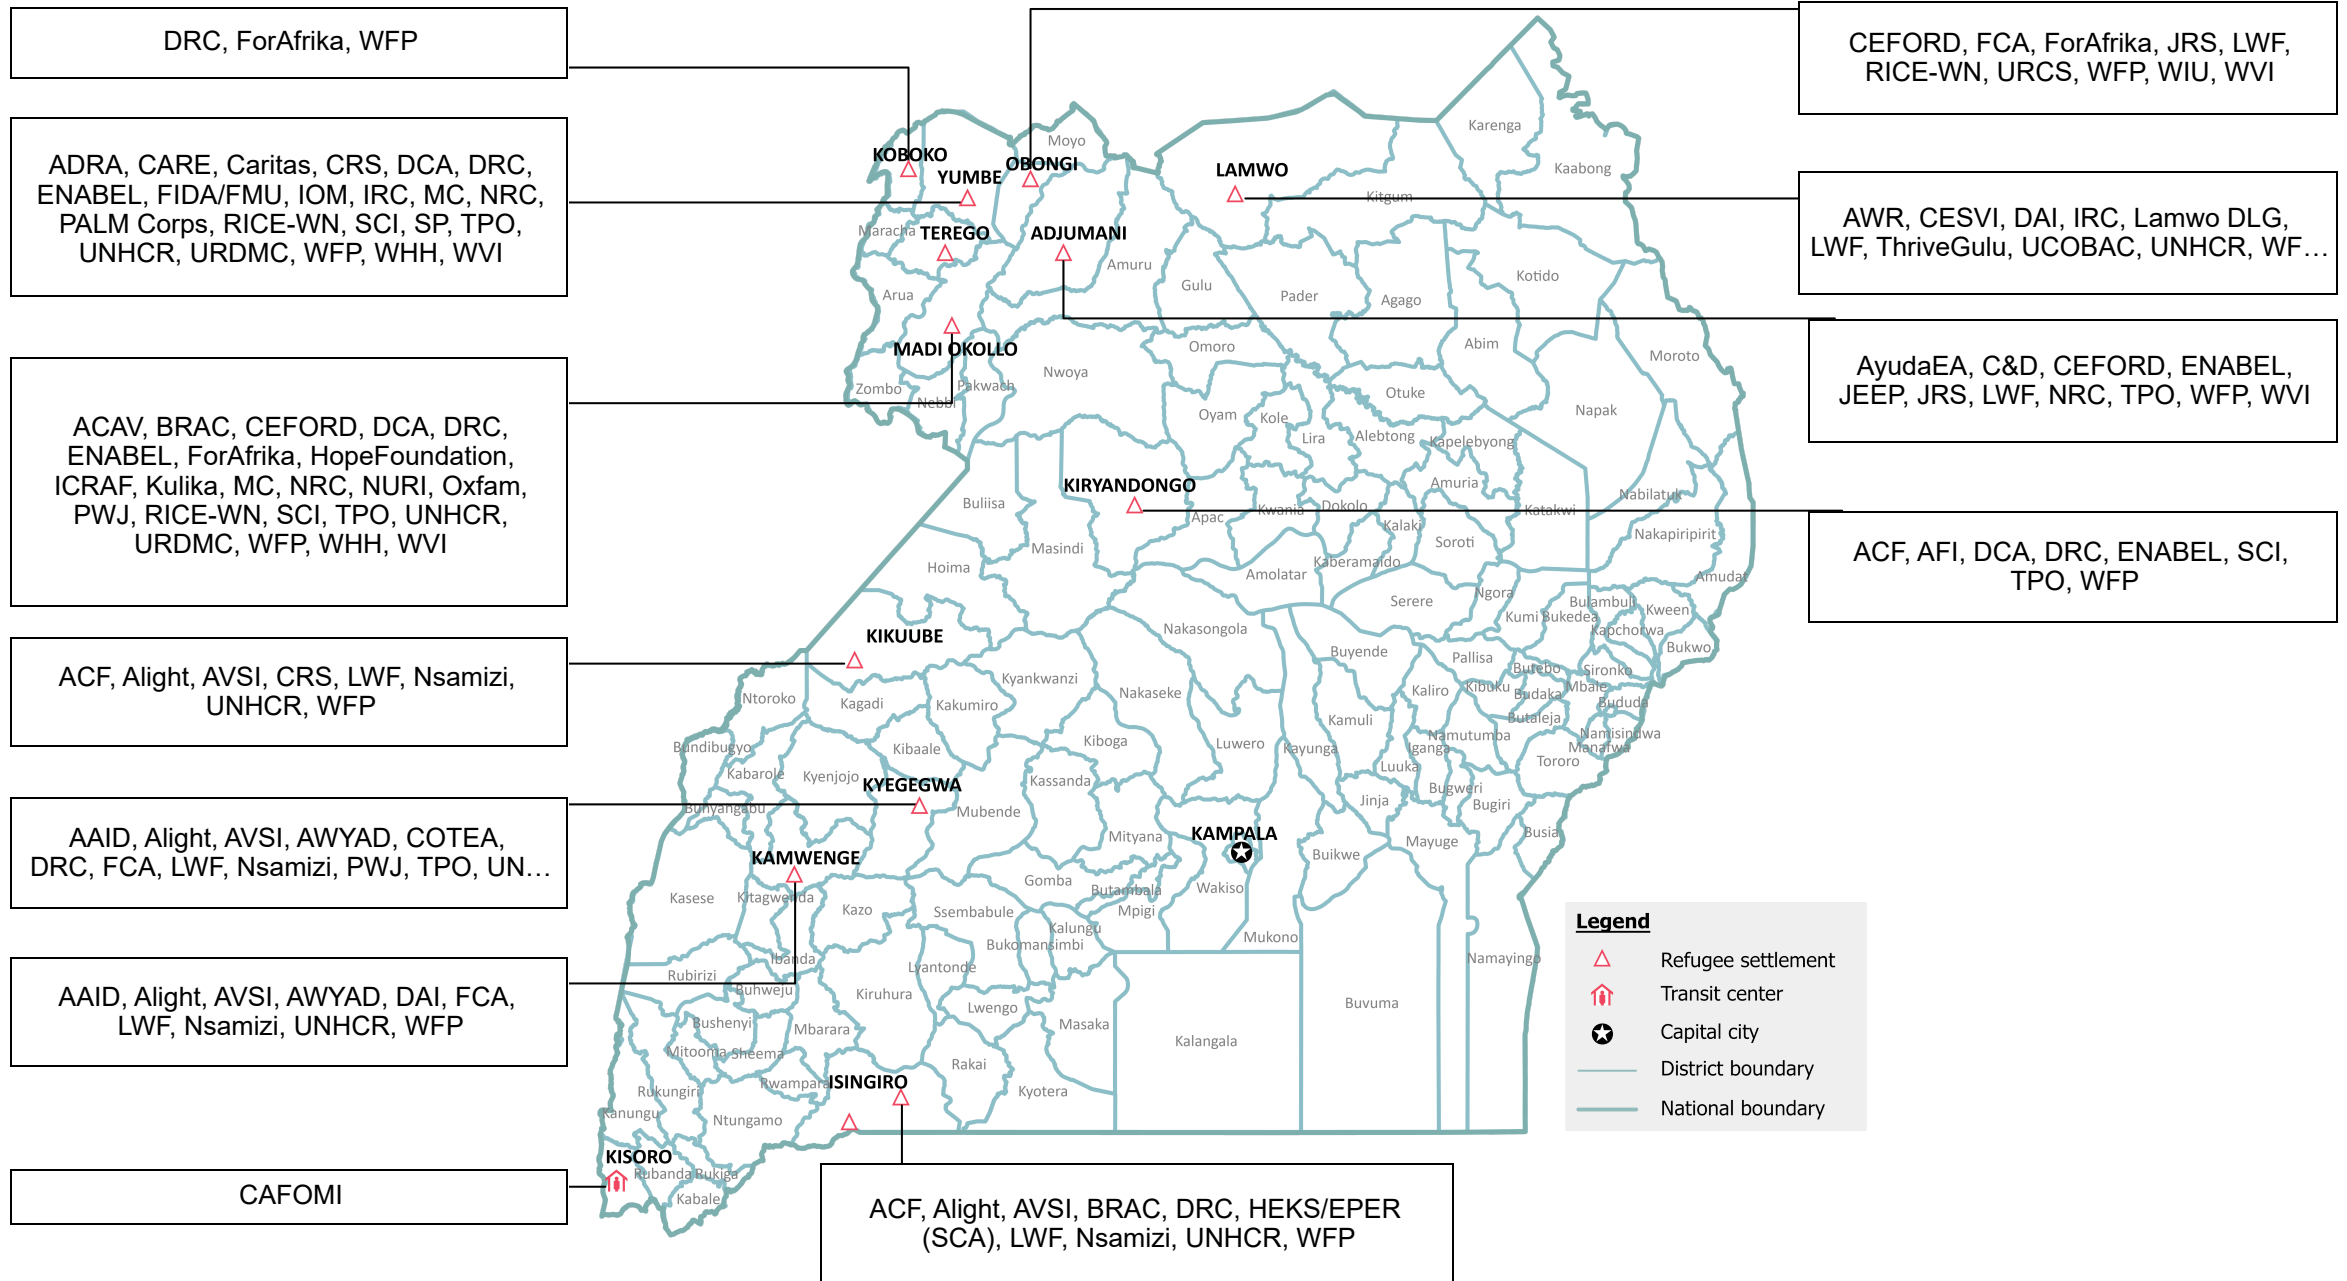 DRC, ForAfrika, WFP
ADRA, CARE, Caritas, CRS, DCA, DRC,
ENABEL, FIDA/FMU, IOM, IRC, MC, NRC,
PALM Corps, RICE-WN, SCI, SP, TPO,
UNHCR, URDMC, WFP, WHH, WVI
ACAV, BRAC, CEFORD, DCA, DRC,
ENABEL, ForAfrika, HopeFoundation,
ICRAF, Kulika, MC, NRC, NURI, Oxfam,
PWJ, RICE-WN, SCI, TPO, UNHCR,
URDMC, WFP, WHH, WVI
ACF, Alight, AVSI, CRS, LWF, Nsamizi,
UNHCR, WFP
AAID, Alight, AVSI, AWYAD, COTEA,
DRC, FCA, LWF, Nsamizi, PWJ, TPO, UN…
AAID, Alight, AVSI, AWYAD, DAI, FCA,
LWF, Nsamizi, UNHCR, WFP
CAFOMI
ACF, Alight, AVSI, BRAC, DRC, HEKS/EPER
(SCA), LWF, Nsamizi, UNHCR, WFP
CEFORD, FCA, ForAfrika, JRS, LWF,
RICE-WN, URCS, WFP, WIU, WVI
AWR, CESVI, DAI, IRC, Lamwo DLG,
LWF, ThriveGulu, UCOBAC, UNHCR, WF…
AyudaEA, C&D, CEFORD, ENABEL,
JEEP, JRS, LWF, NRC, TPO, WFP, WVI
ACF, AFI, DCA, DRC, ENABEL, SCI,
TPO, WFP
KOBOKO
YUMBE
OBONGI
Moyo
LAMWO
Karenga
Kaabong
Kitgum
Maracha
TEREGO
ADJUMANI
Amuru
Arua
Gulu
Pader
Agago
Kotido
MADI OKOLLO
Omoro
Abim
Moroto
Zombo
Nebbi
Pakwach
Nwoya
Otuke
Napak
Oyam
Kole
Lira
Alebtong
Kapelebyong
KIRYANDONGO
Amuria
Nabilatuk
Buliisa
Apac
Kwania
Dokolo
Kalaki
Katakwi
Masindi
Soroti
Nakapiripirit
Hoima
Amolatar
Kaberamaido
Amudat
Serere
Ngora
Kumi
Bukedea
Bulambuli
Kween
Kapchorwa
Bukwo
KIKUUBE
Nakasongola
Buyende
Pallisa
Butebo
Sironko
Ntoroko
Kagadi
Kakumiro
Kyankwanzi
Nakaseke
Kaliro
Kibuku
Budaka
Mbale
Bududa
Kamuli
Butaleja
Namisindwa
Manafwa
Bundibugyo
Kibaale
Kiboga
Luwero
Kayunga
Iganga
Namutumba
Tororo
Kabarole
Kyenjojo
Kassanda
Luuka
Bugweri
KYEGEGWA
Bunyangabu
Mubende
Jinja
Bugiri
Mityana
KAMPALA
Mayuge
Busia
Buikwe
KAMWENGE
Kasese
Kitagwenda
Kazo
Gomba
Butambala
Wakiso
Ssembabule
Mpigi
Kalungu
Bukomansimbi
Mukono
Namayingo
Rubirizi
Ibanda
Lyantonde
Buhweju
Kiruhura
Buvuma
Lwengo
Bushenyi
Mbarara
Masaka
Kalangala
Mitooma
Sheema
Rakai
Rwampara
ISINGIRO
Kyotera
Rukungiri
Kanungu
Ntungamo
KISORO
Rubanda
Rukiga
Kabale
Legend
Refugee settlement
Transit center
Capital city
District boundary
National boundary